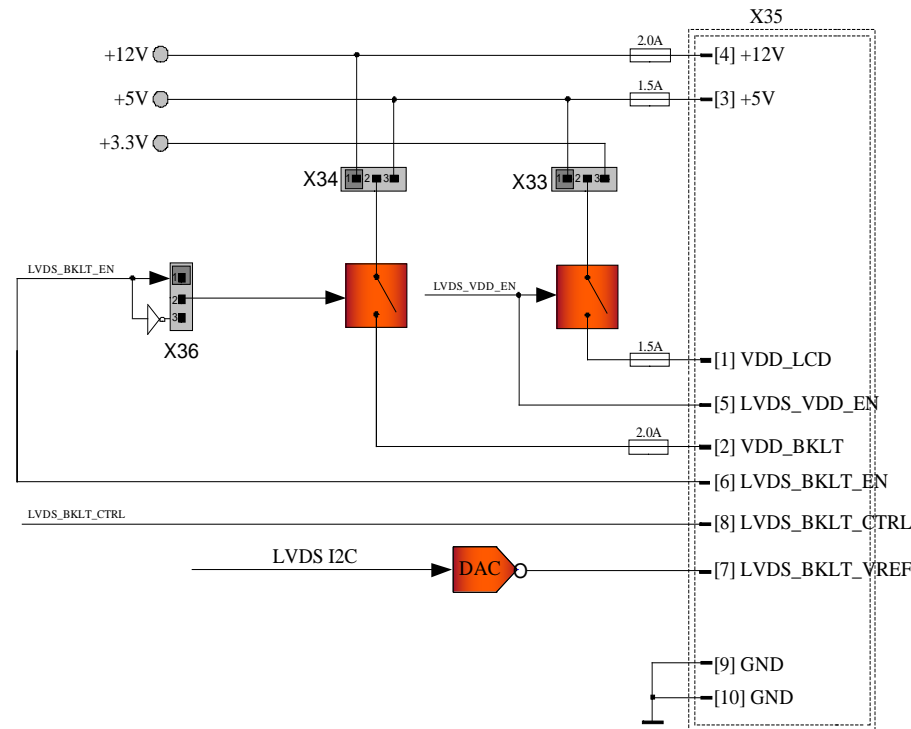 X35
+12V
2.0A
[4] +12V
+5V
1.5A
[3] +5V
+3.3V
X34
1 2 3
X33
1 2 3
LVDS_BKLT_EN
1
2
3
X36
LVDS_VDD_EN
1.5A
[1] VDD_LCD
[5] LVDS_VDD_EN
2.0A
[2] VDD_BKLT
[6] LVDS_BKLT_EN
LVDS_BKLT_CTRL
[8] LVDS_BKLT_CTRL
LVDS I2C
DAC
[7] LVDS_BKLT_VREF
[9] GND
[10] GND